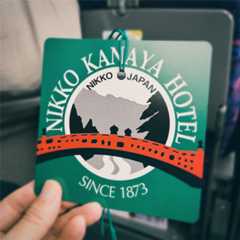 NIKKO KANAYA HOTEL
NIKKO JAPAN
SINCE 1873